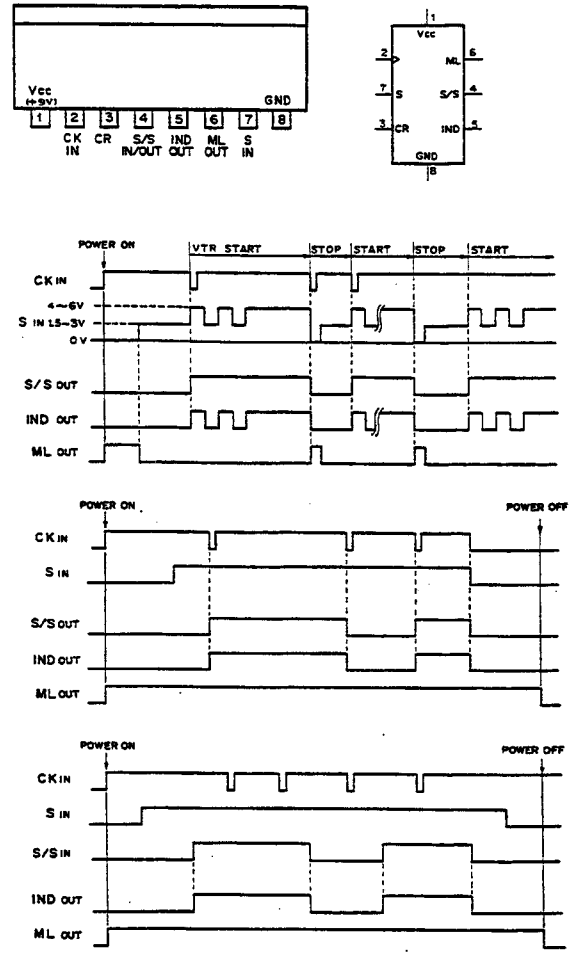 Vcc
(+9V)
GND
1 2 3 4 5 6 7 8
CK IN
CR
S/S IN/OUT
IND OUT
ML OUT
S IN
1
Vcc
2
ML 6
7 S
S/S 4
3 CR
IND 5
GND
8
POWER ON
VTR START STOP START STOP START
CK IN
4~6V
S IN 1.5~3V
0V
S/S OUT
IND OUT
ML OUT
POWER ON
POWER OFF
CK IN
S IN
S/S OUT
IND OUT
ML OUT
POWER ON
POWER OFF
CK IN
S IN
S/S IN
IND OUT
ML OUT